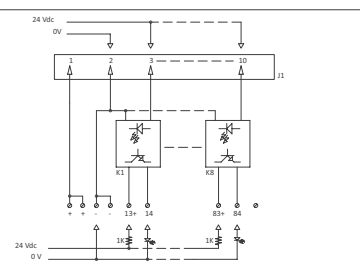 24 Vdc
0V
1 2 3 10
J1
K1 K8
+ + - - 13+ 14 83+ 84
1K 1K
24 Vdc
0 V